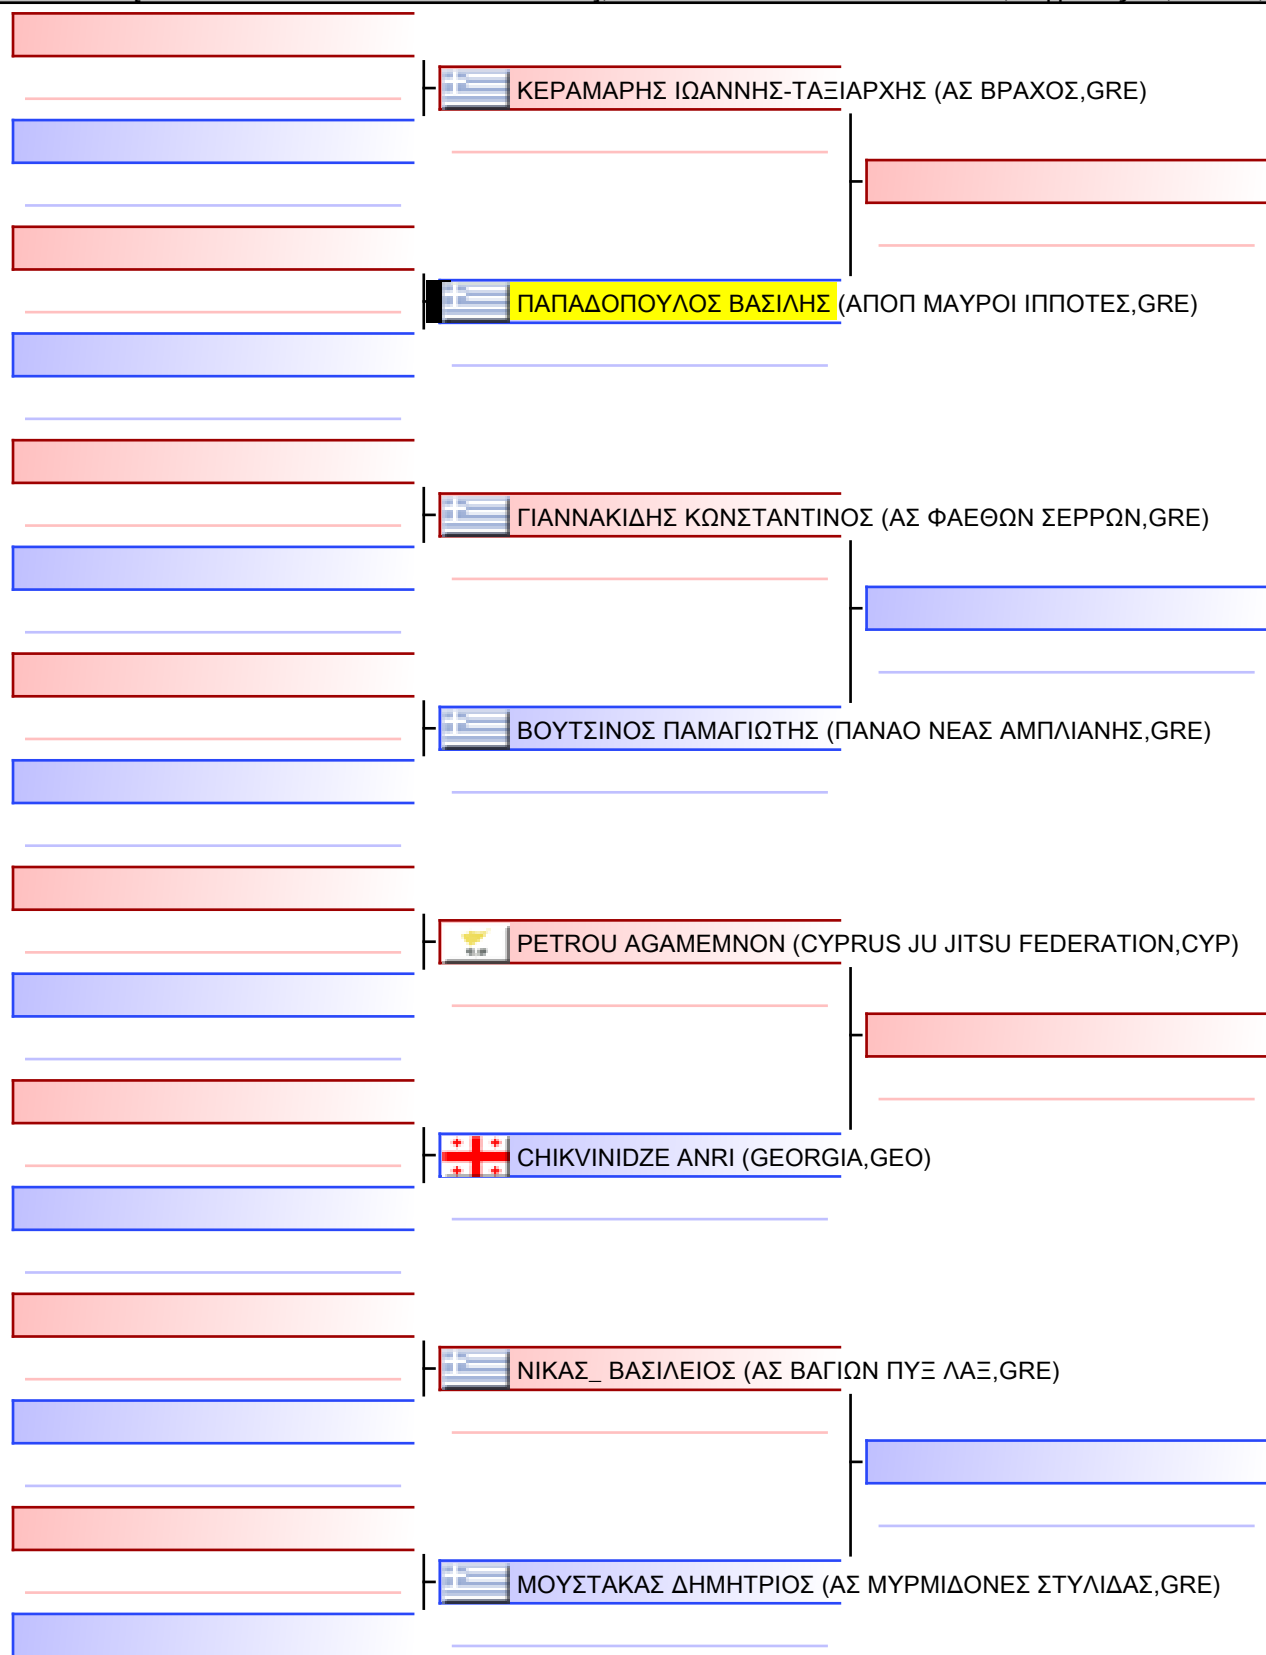 ΚΕΡΑΜΑΡΗΣ ΙΩΑΝΝΗΣ-ΤΑΞΙΑΡΧΗΣ (ΑΣ ΒΡΑΧΟΣ,GRE)
ΠΑΠΑΔΟΠΟΥΛΟΣ ΒΑΣΙΛΗΣ (ΑΠΟΠ ΜΑΥΡΟΙ ΙΠΠΟΤΕΣ,GRE)
ΓΙΑΝΝΑΚΙΔΗΣ ΚΩΝΣΤΑΝΤΙΝΟΣ (ΑΣ ΦΑΕΘΩΝ ΣΕΡΡΩΝ,GRE)
ΒΟΥΤΣΙΝΟΣ ΠΑΜΑΓΙΩΤΗΣ (ΠΑΝΑΟ ΝΕΑΣ ΑΜΠΛΙΑΝΗΣ,GRE)
PETROU AGAMEMNON (CYPRUS JU JITSU FEDERATION,CYP)
CHIKVINIDZE ANRI (GEORGIA,GEO)
ΝΙΚΑΣ_ ΒΑΣΙΛΕΙΟΣ (ΑΣ ΒΑΓΙΩΝ ΠΥΞ ΛΑΞ,GRE)
ΜΟΥΣΤΑΚΑΣ ΔΗΜΗΤΡΙΟΣ (ΑΣ ΜΥΡΜΙΔΟΝΕΣ ΣΤΥΛΙΔΑΣ,GRE)